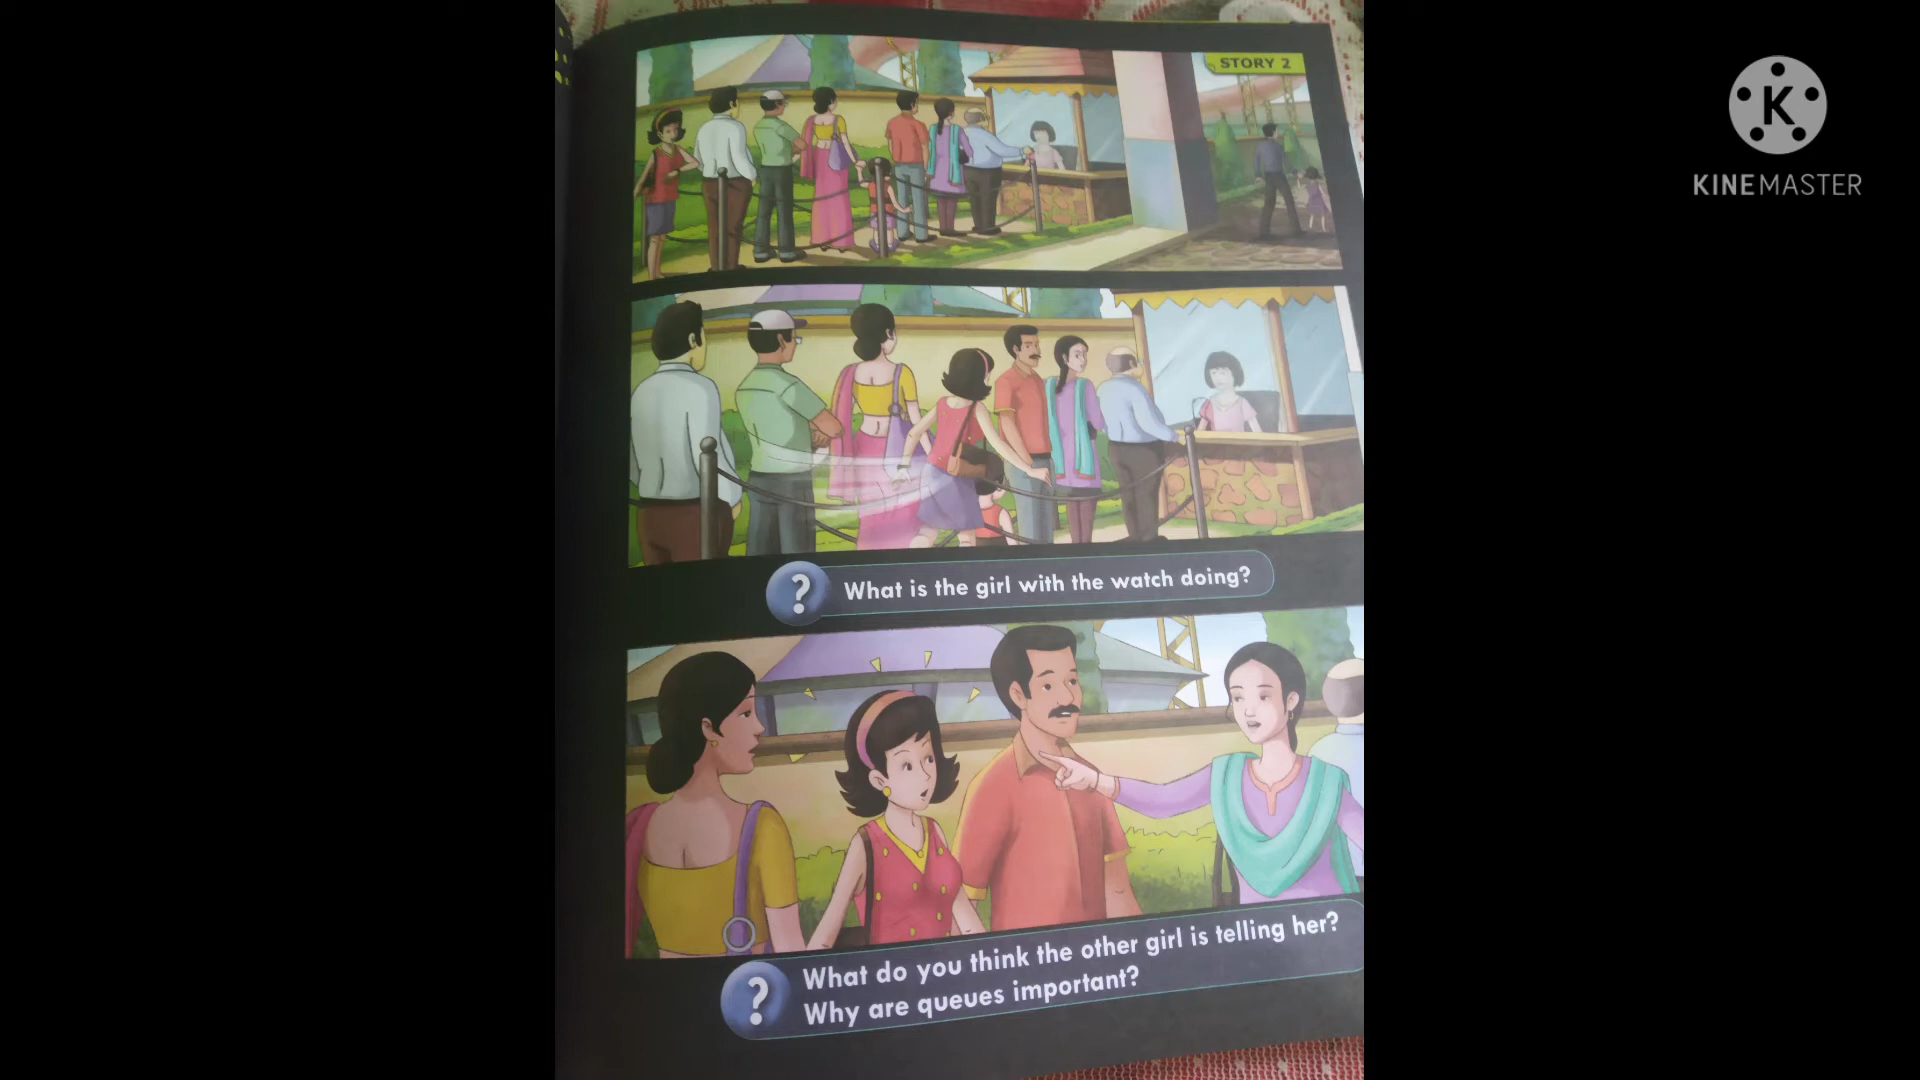 STORY 2
KINEMASTER
What is the girl with the watch doing?
What do you think the other girl is telling her?
Why are queues important?